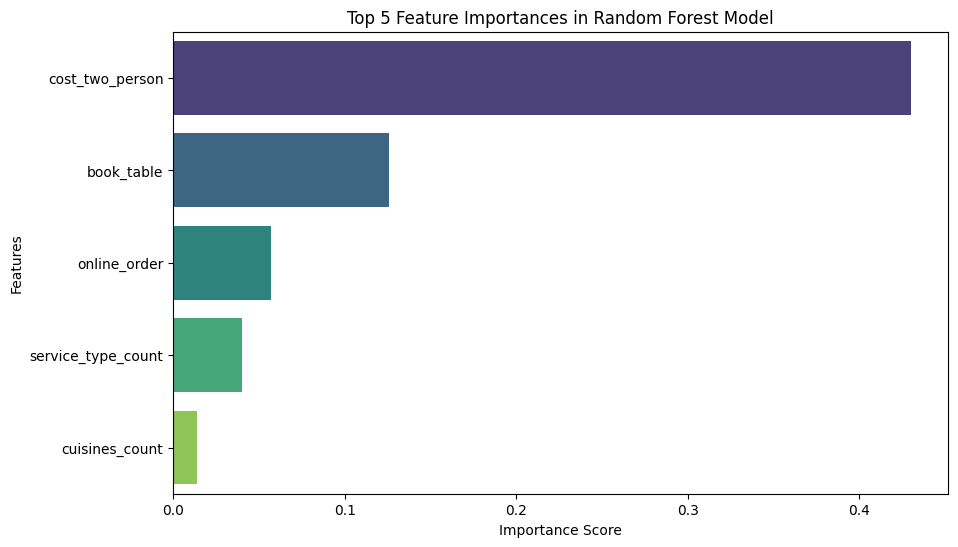 Top 5 Feature Importances in Random Forest Model
Features
cost_two_person
book_table
online_order
service_type_count
cuisines_count
0.0 0.1 0.2 0.3 0.4
Importance Score